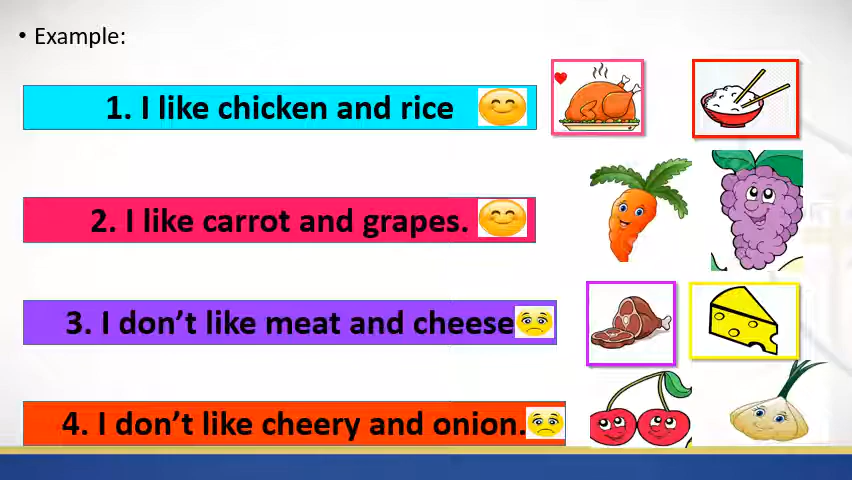 • Example:
1. I like chicken and rice
2. I like carrot and grapes.
3. I don't like meat and cheese
4. I don't like cheery and onion.